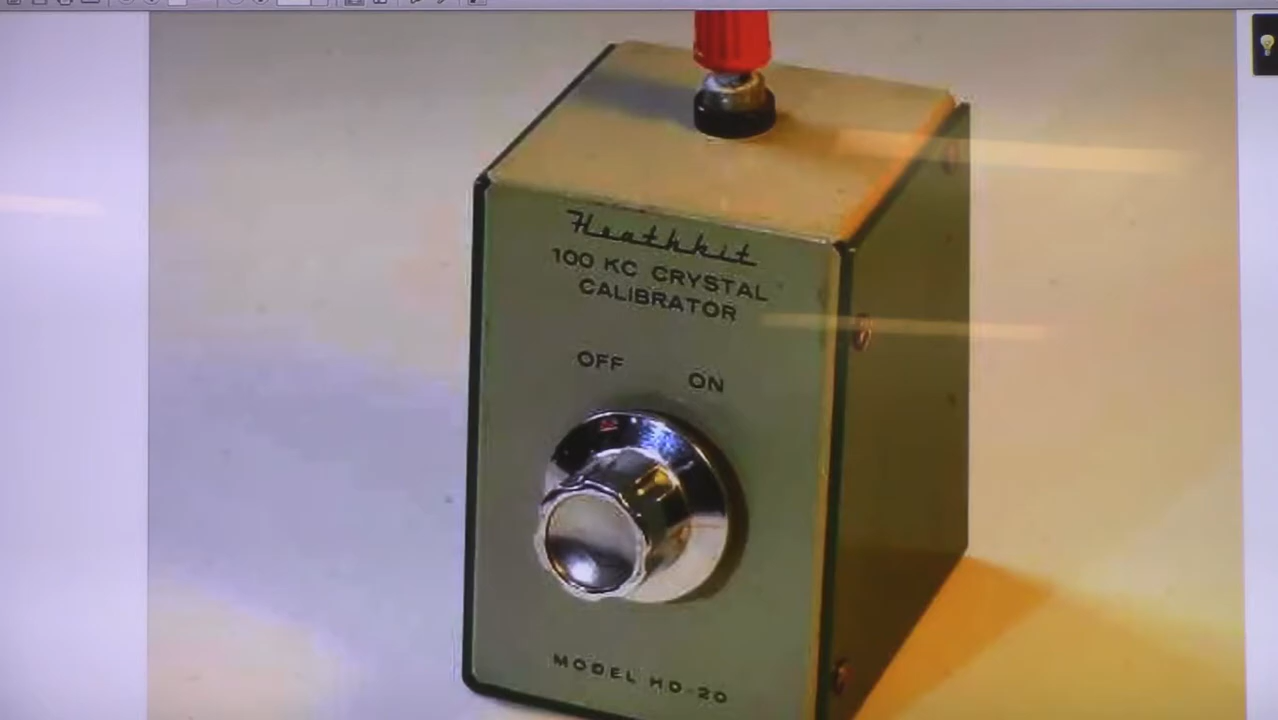 Heathkit
100 KC CRYSTAL
CALIBRATOR
OFF ON
MODEL HD-20